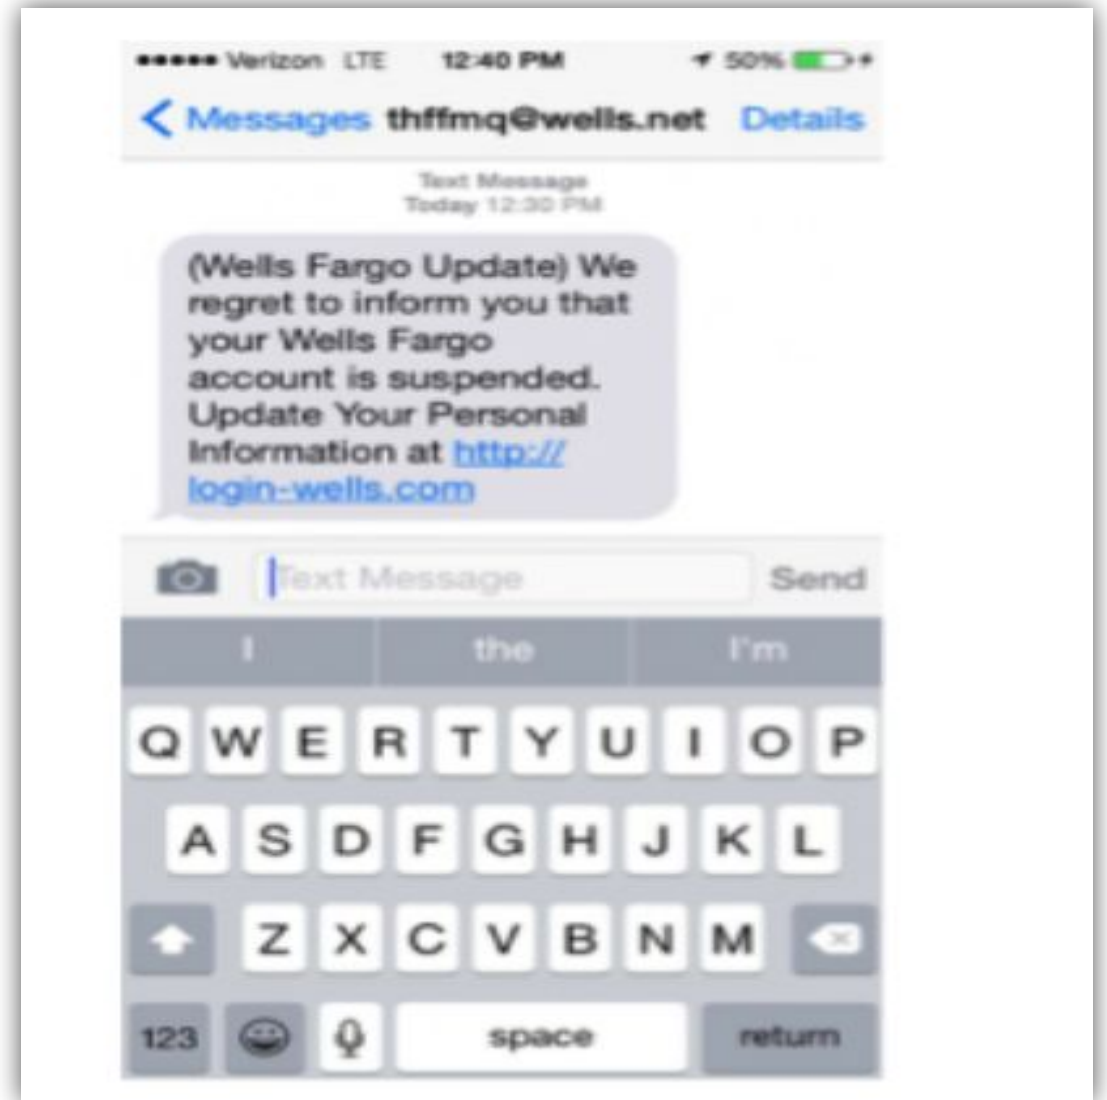 Verizon LTE 12:40 PM 50%
Messages thffmq@wells.net Details
Text Message
Today 12:30 PM
(Wells Fargo Update) We
regret to inform you that
your Wells Fargo
account is suspended.
Update Your Personal
Information at http://
login-wells.com
Text Message Send
I the I'm
Q W E R T Y U I O P
A S D F G H J K L
Z X C V B N M
123 space return